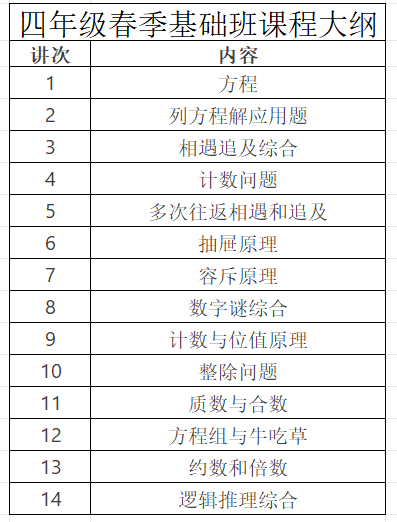 四年级春季基础班课程大纲
讲次 内容
1 方程
2 列方程解应用题
3 相遇追及综合
4 计数问题
5 多次往返相遇和追及
6 抽屉原理
7 容斥原理
8 数字谜综合
9 计数与位值原理
10 整除问题
11 质数与合数
12 方程组与牛吃草
13 约数和倍数
14 逻辑推理综合